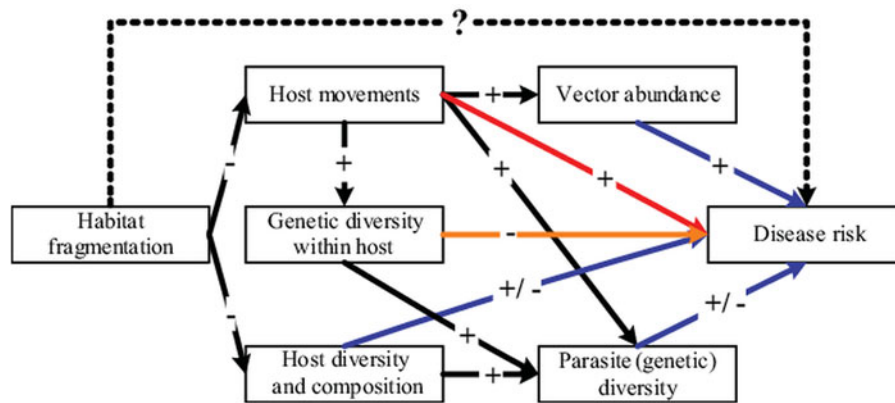 ?
Host movements
+
Vector abundance
-
+
+
+
+
Habitat
fragmentation
Genetic diversity
within host
-
Disease risk
-
+/ -
+
+/ -
Host diversity
and composition
+
Parasite (genetic)
diversity